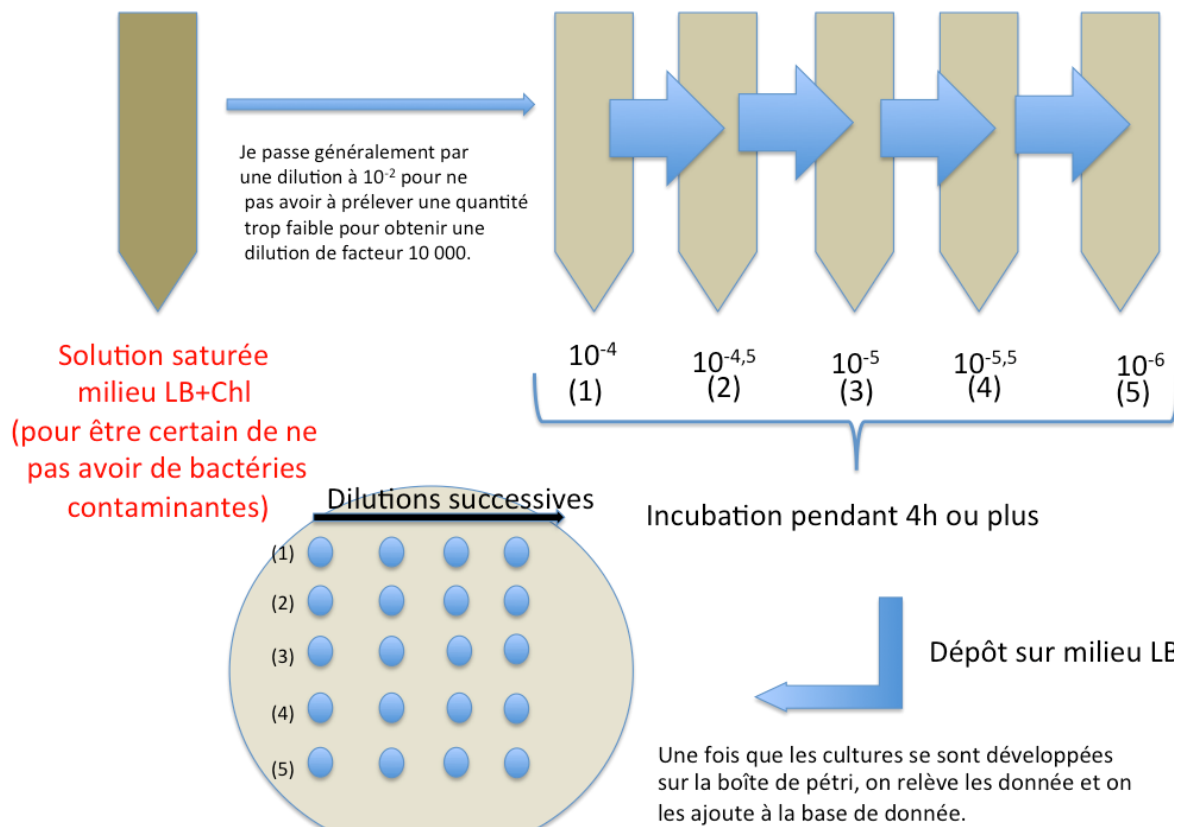 Je passe généralement par
une dilution à 10⁻² pour ne
pas avoir à prélever une quantité
trop faible pour obtenir une
dilution de facteur 10 000.
10⁻⁴
(1)
10⁻⁴,⁵
(2)
10⁻⁵
(3)
10⁻⁵,⁵
(4)
10⁻⁶
(5)
Solution saturée
milieu LB+Chl
(pour être certain de ne
pas avoir de bactéries
contaminantes)
Dilutions successives
(1)
(2)
(3)
(4)
(5)
Incubation pendant 4h ou plus
Dépôt sur milieu LB
Une fois que les cultures se sont développées
sur la boîte de pétri, on relève les donnée et on
les ajoute à la base de donnée.